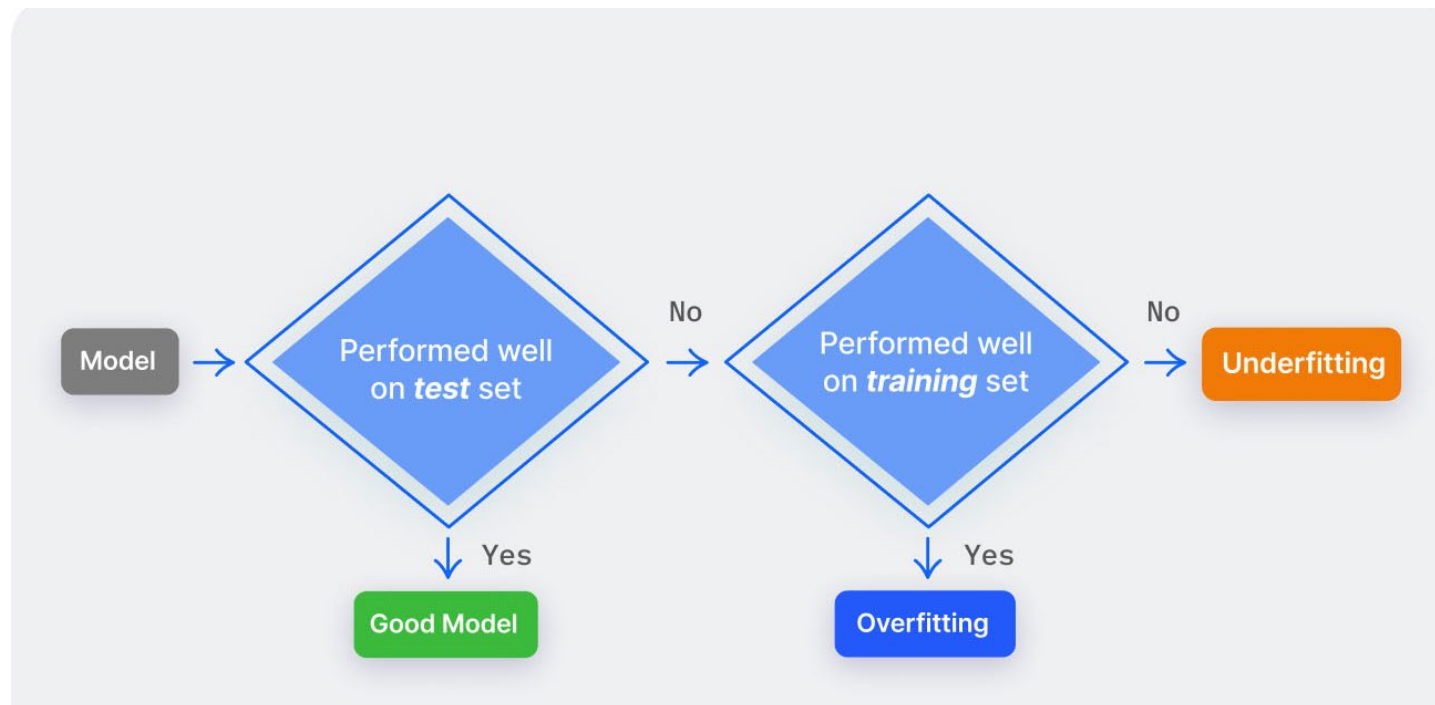 Model
Performed well
on test set
No
Performed well
on training set
No
Underfitting
Yes
Good Model
Yes
Overfitting